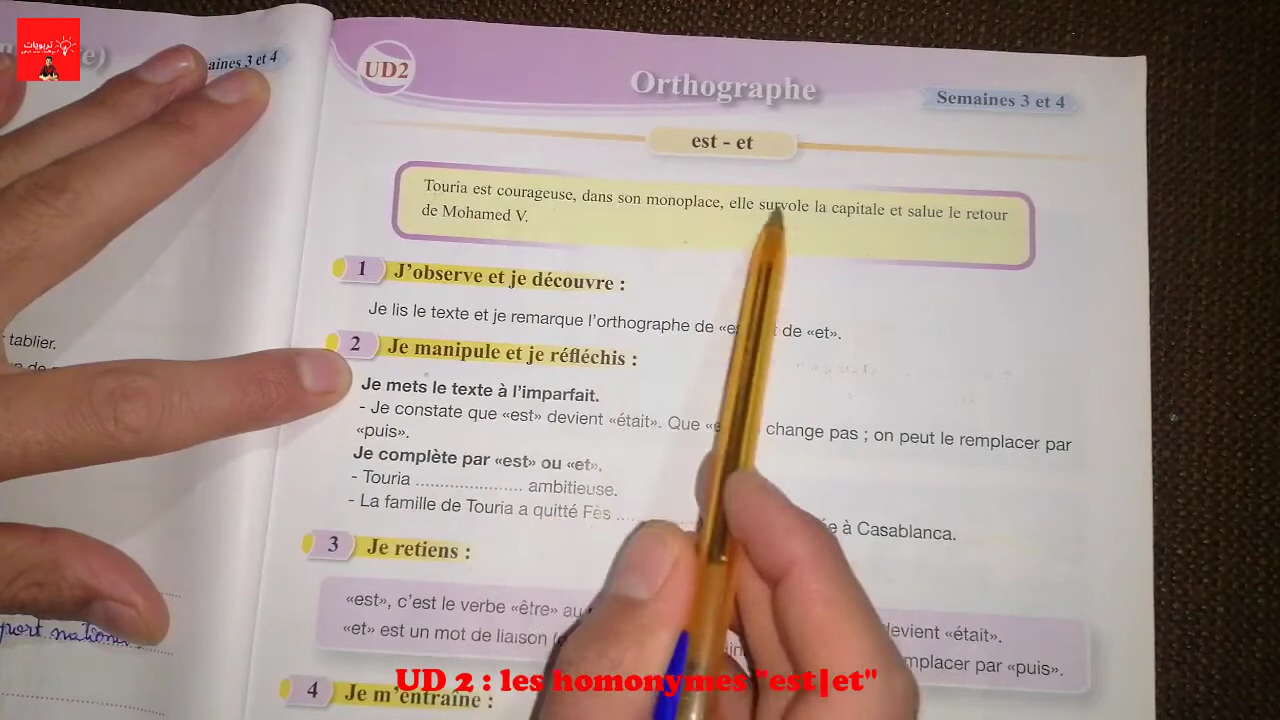 تربويات
aines 3 et 4
UD2
Orthographe
Semaines 3 et 4
est - et
Touria est courageuse, dans son monoplace, elle survole la capitale et salue le retour
de Mohamed V.
1 J'observe et je découvre :
Je lis le texte et je remarque l'orthographe de «es de «et».
2 Je manipule et je réfléchis :
Je mets le texte à l'imparfait.
- Je constate que «est» devient «était». Que «e change pas ; on peut le remplacer par
«puis».
Je complète par «est» ou «et».
- Touria ...................... ambitieuse.
- La famille de Touria a quitté Fès ............... à Casablanca.
3 Je retiens :
«est», c'est le verbe «être» au devient «était».
«et» est un mot de liaison ( remplacer par «puis».
4 Je m'entraîne :
tablier.
port nation
UD 2 : les homonymes "est|et"